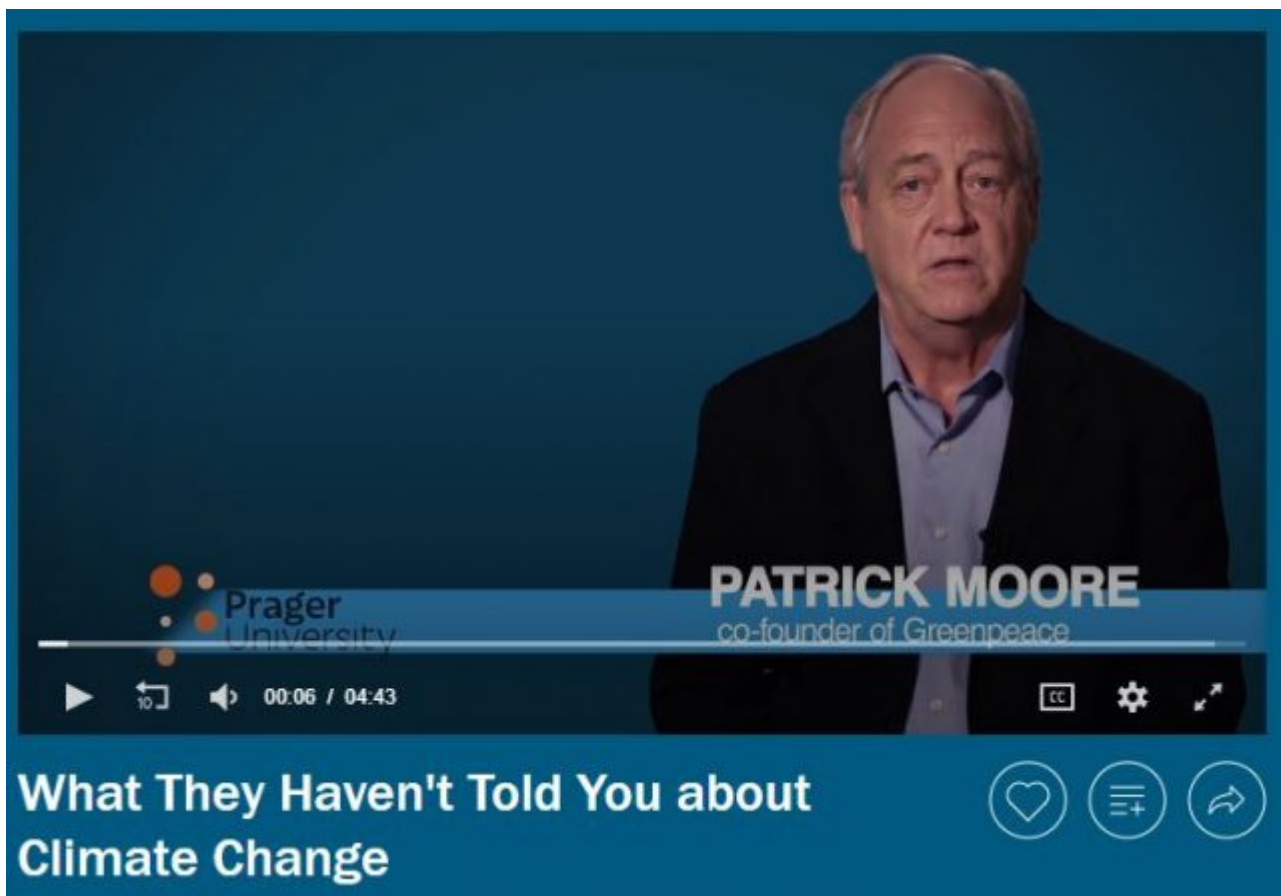 Prager
University
PATRICK MOORE
co-founder of Greenpeace
10
00:06 / 04:43
CC
What They Haven't Told You about
Climate Change